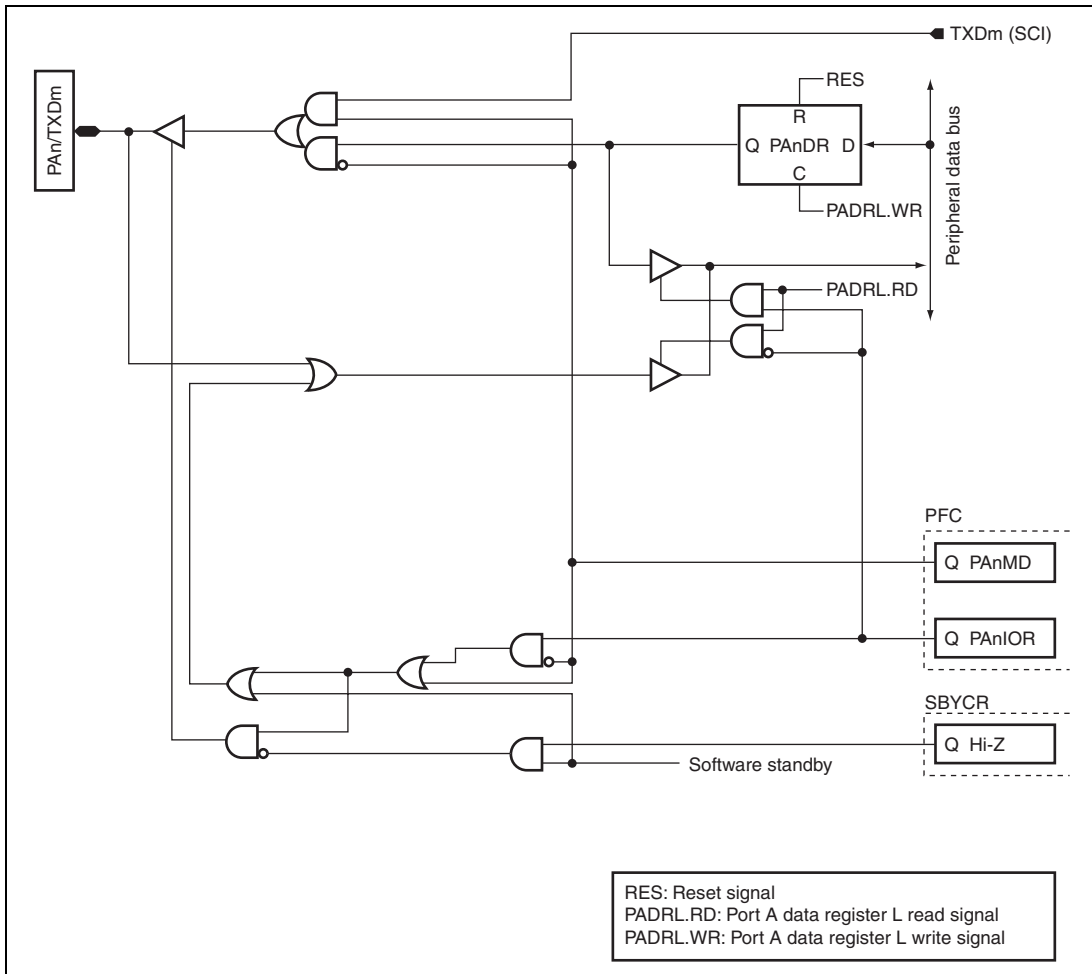 TXDm (SCI)
PAn/TXDm
RES
R
Q PAnDR D
C
PADRL.WR
Peripheral data bus
PADRL.RD
PFC
Q PAnMD
Q PAnIOR
SBYCR
Q Hi-Z
Software standby
RES: Reset signal
PADRL.RD: Port A data register L read signal
PADRL.WR: Port A data register L write signal